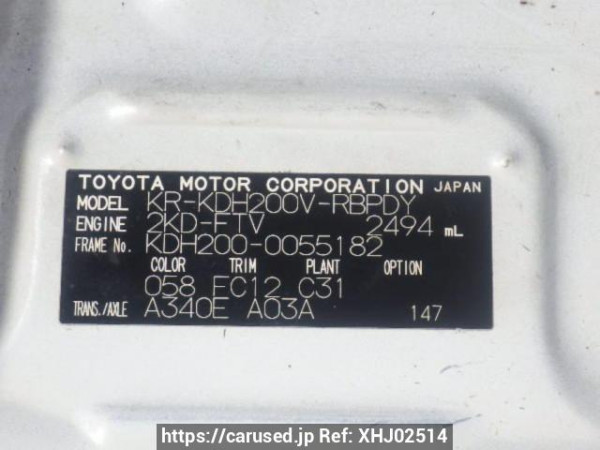 TOYOTA MOTOR CORPORATION JAPAN
MODEL KR-KDH200V-RBPDY
ENGINE 2KD-FTV 2494 mL
FRAME No. KDH200-0055182
COLOR TRIM PLANT OPTION
058 FC12 C31
TRANS./AXLE A340E A03A 147
https://carused.jp Ref: XHJ02514